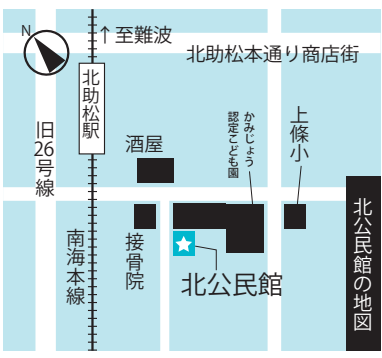 N
↑至難波
北助松本通り商店街
北助松駅
旧26号線
酒屋
かみじょう
認定こども園
上條小
南海本線
接骨院
北公民館
北公民館の地図